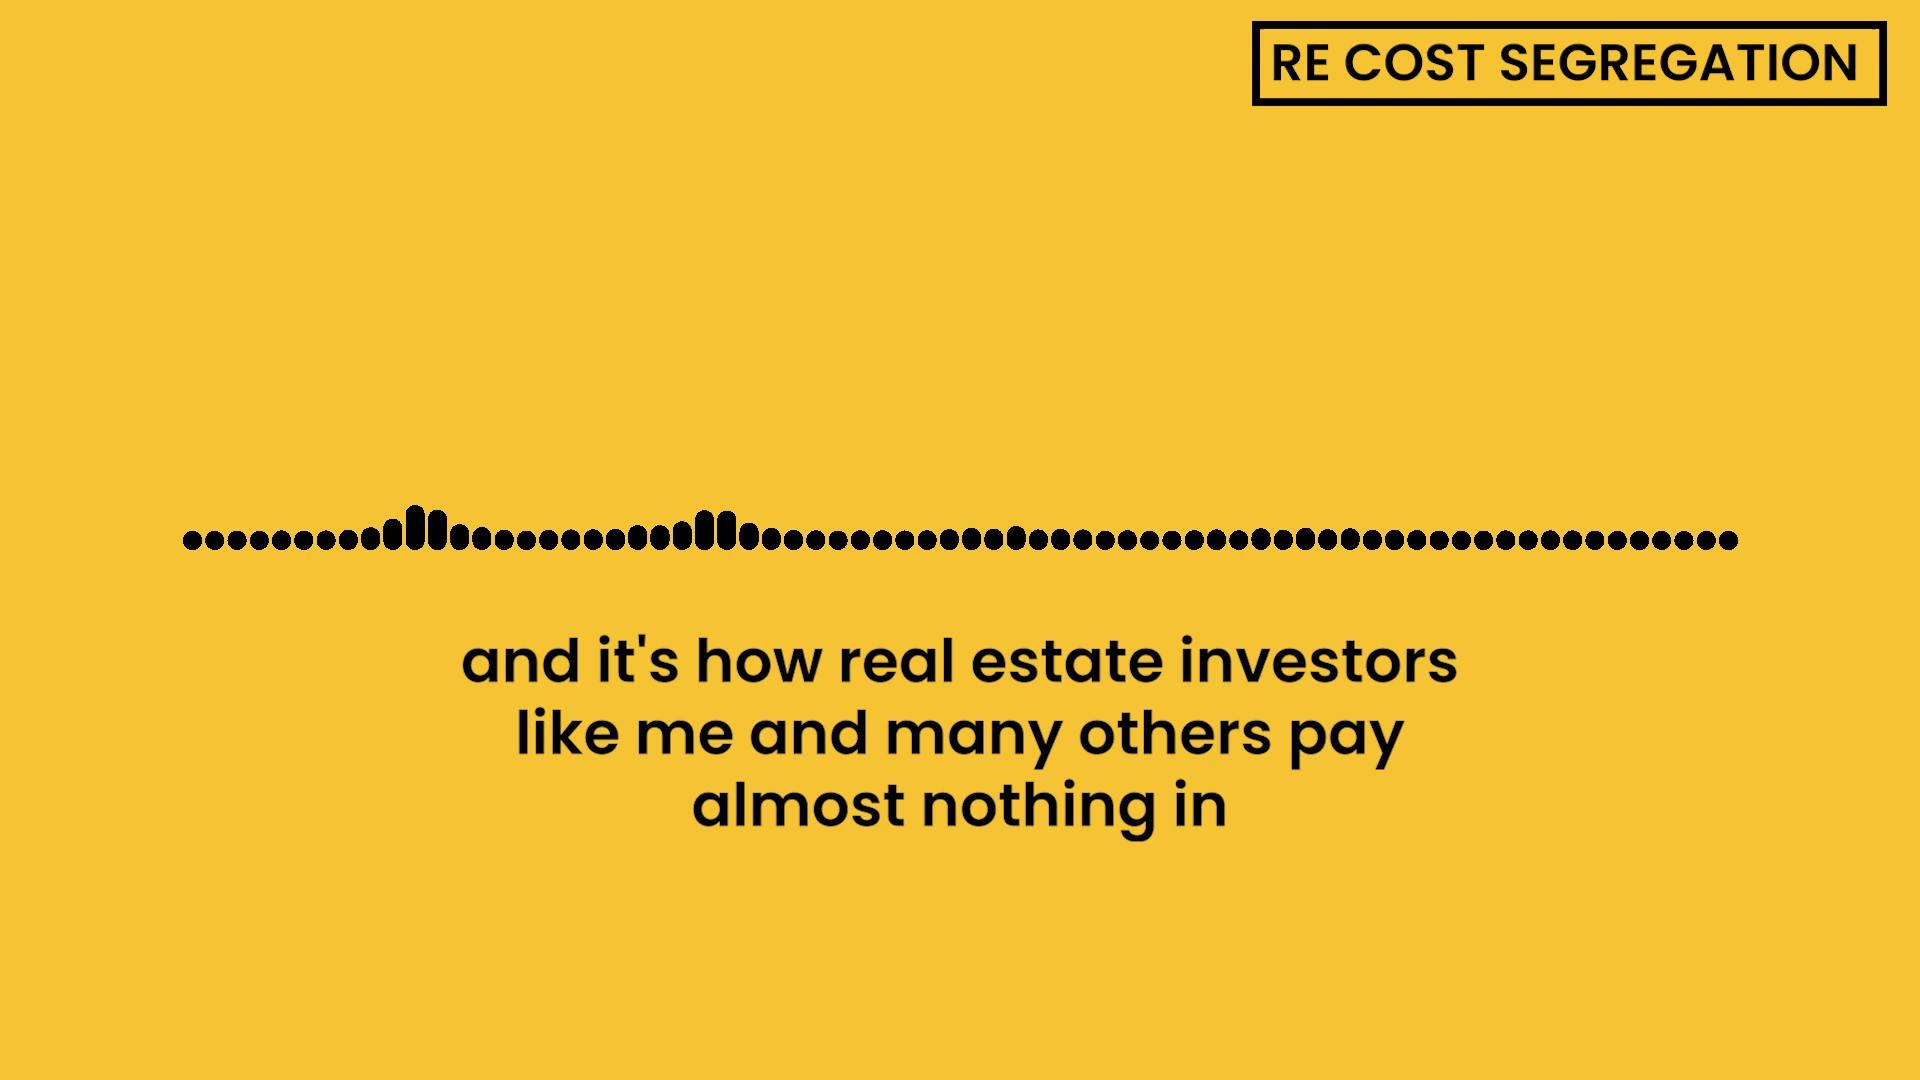 RE COST SEGREGATION
and it's how real estate investors
like me and many others pay
almost nothing in